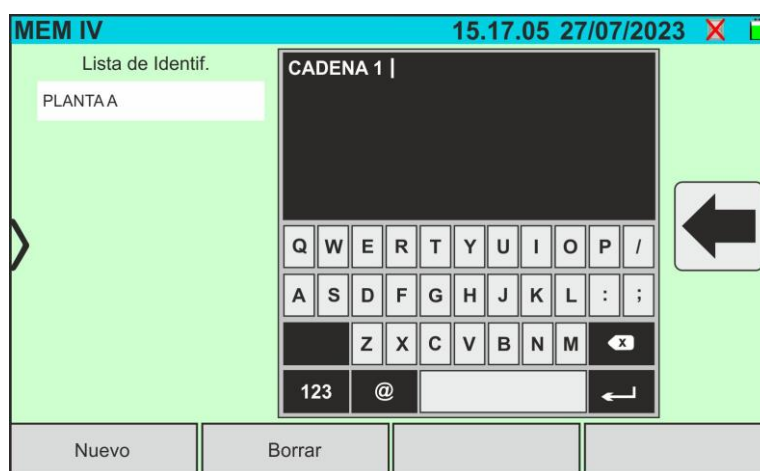 MEM IV 15.17.05 27/07/2023
Lista de Identif.
PLANTA A
CADENA 1
Q W E R T Y U I O P /
A S D F G H J K L : ;
Z X C V B N M x
123 @
Nuevo Borrar